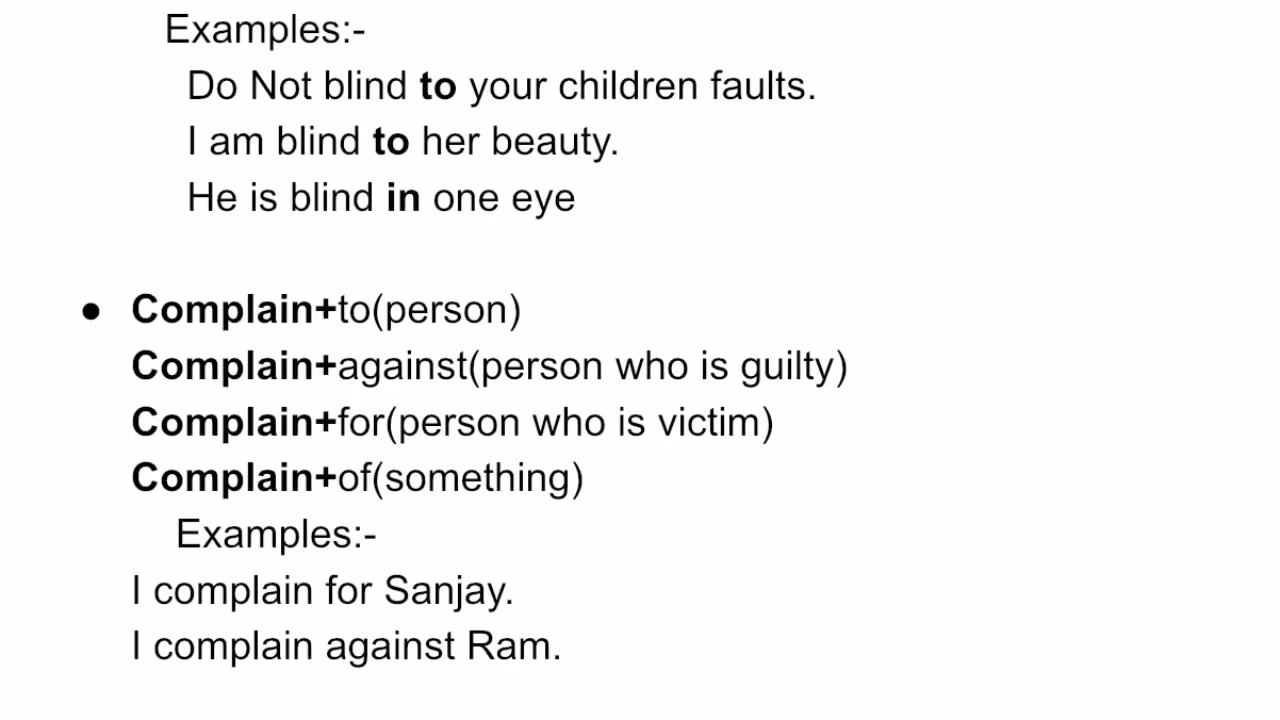 Examples:-
Do Not blind to your children faults.
I am blind to her beauty.
He is blind in one eye
● Complain+to(person)
Complain+against(person who is guilty)
Complain+for(person who is victim)
Complain+of(something)
Examples:-
I complain for Sanjay.
I complain against Ram.